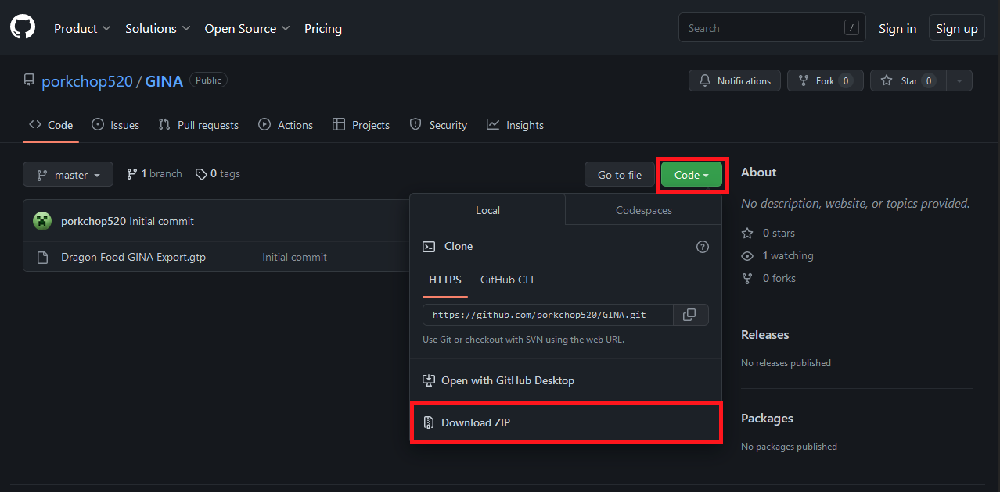 Product Solutions Open Source Pricing Search / Sign in Sign up
porkchop520 / GINA Public Notifications Fork 0 Star 0
Code Issues Pull requests Actions Projects Security Insights
master 1 branch 0 tags Go to file Code
About
No description, website, or topics provided.
0 stars
1 watching
0 forks
Releases
No releases published
Packages
No packages published
porkchop520 Initial commit
Dragon Food GINA Export.gtp Initial commit
Local Codespaces
Clone ?
HTTPS GitHub CLI
https://github.com/porkchop520/GINA.git
Use Git or checkout with SVN using the web URL.
Open with GitHub Desktop
Download ZIP